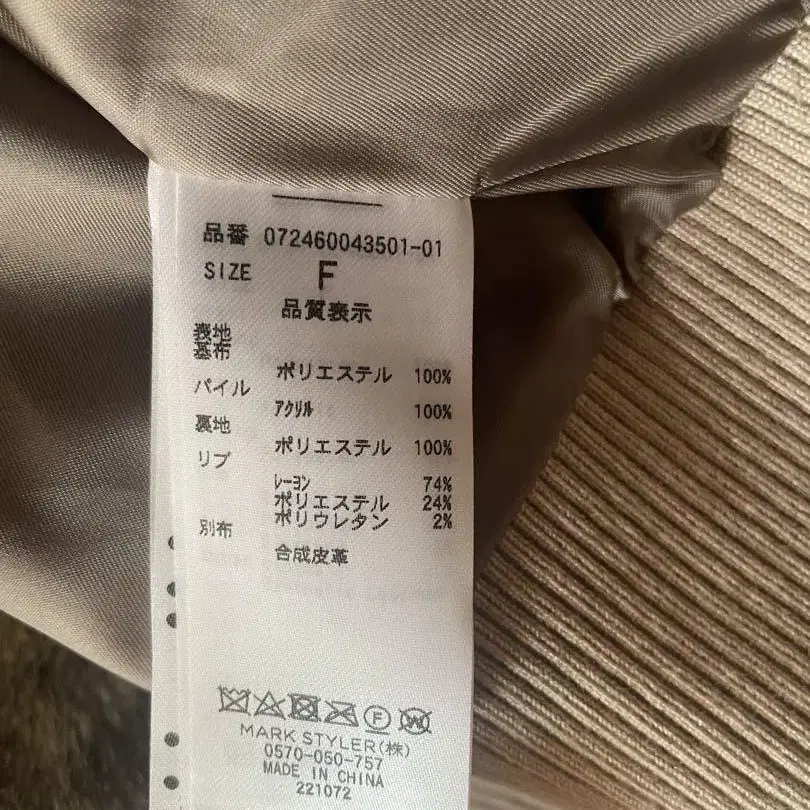 品番 072460043501-01
SIZE F
品質表示
表地
基布
ポリエステル 100%
パイル
アクリル 100%
裏地
ポリエステル 100%
リブ
レーヨン 74%
ポリエステル 24%
ポリウレタン 2%
別布
合成皮革
MARK STYLER(株)
0570-050-757
MADE IN CHINA
221072